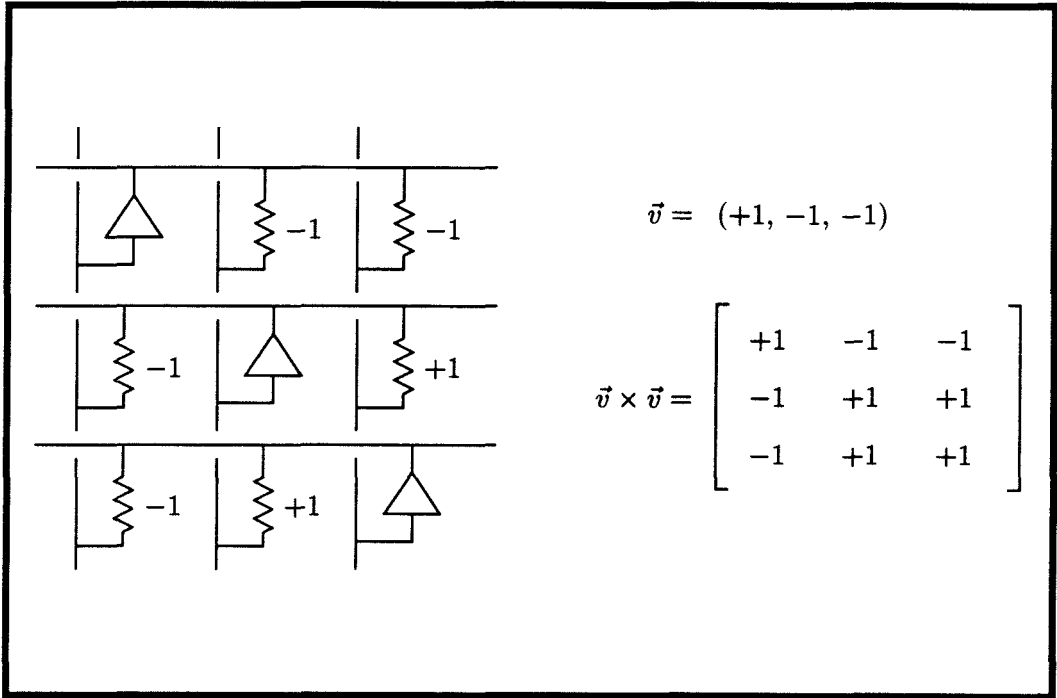 −1 −1
v⃗ = (+1, −1, −1)
−1 +1
v⃗ × v⃗ =
+1 −1 −1
−1 +1 +1
−1 +1 +1
−1 +1